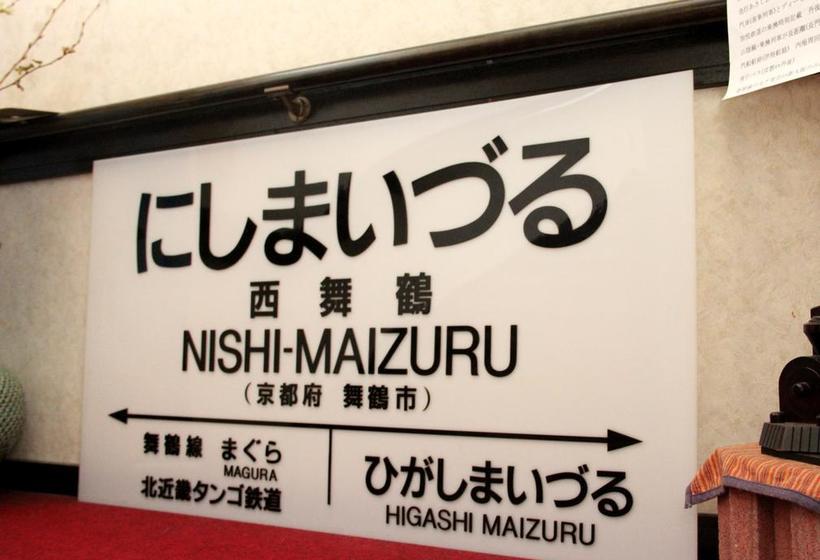 にしまいづる
西舞鶴
NISHI-MAIZURU
(京都府 舞鶴市)
舞鶴線 まぐら
MAGURA
北近畿タンゴ鉄道
ひがしまいづる
HIGASHI MAIZURU